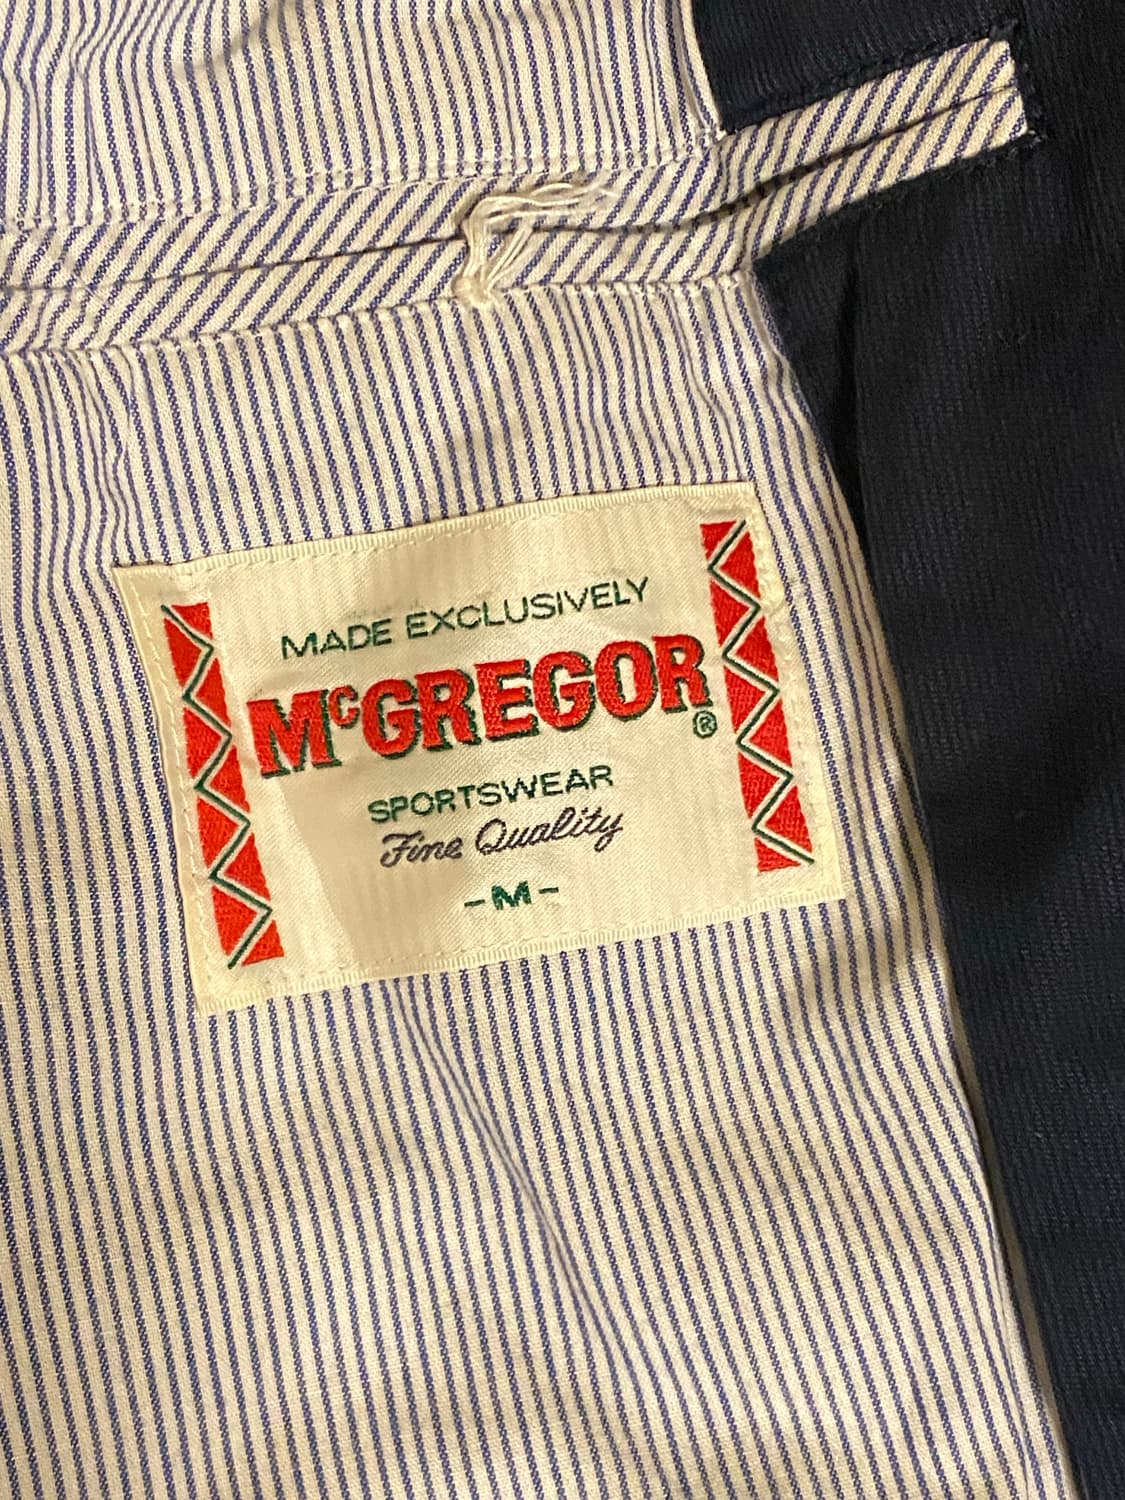 MADE EXCLUSIVELY
McGREGOR®
SPORTSWEAR
Fine Quality
-M-